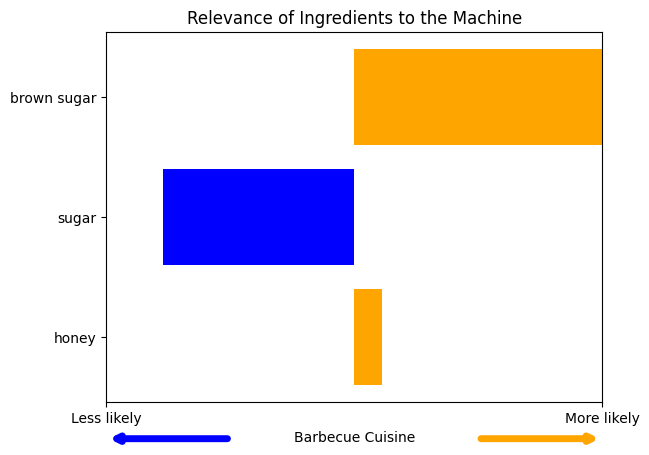 Relevance of Ingredients to the Machine
brown sugar
sugar
honey
Less likely
More likely
Barbecue Cuisine